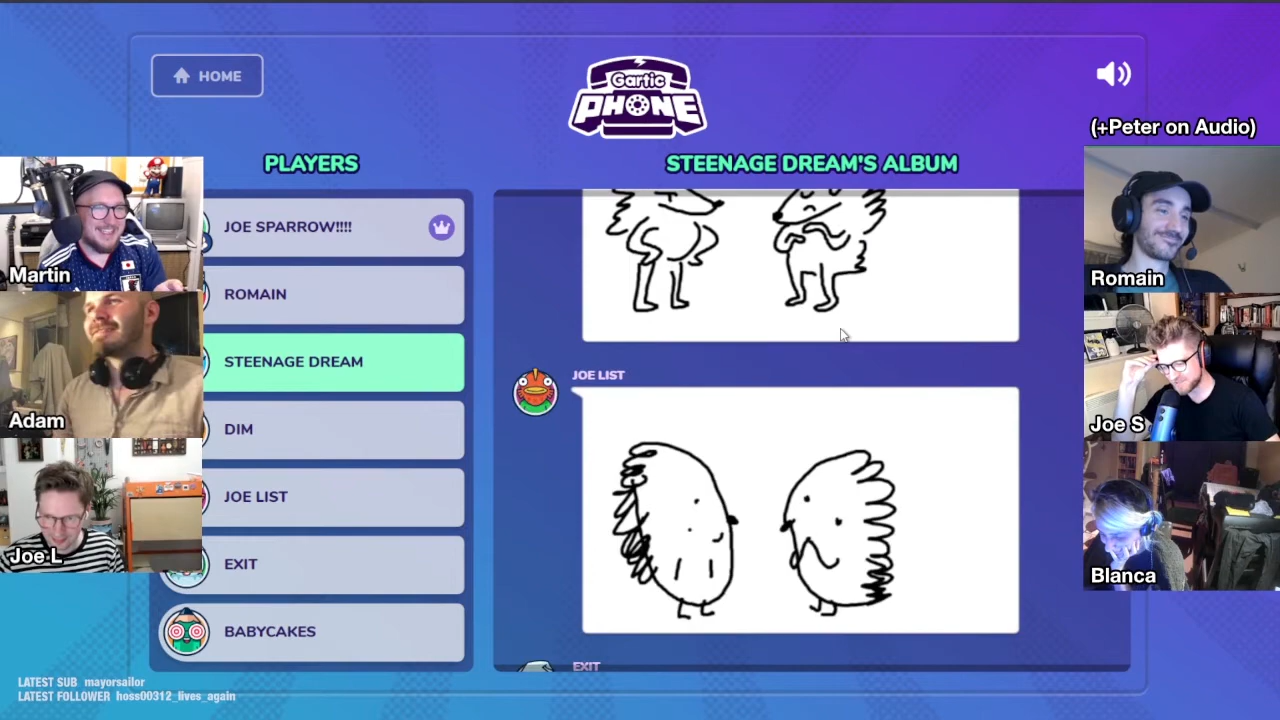 HOME
Gartic
PHONE
(+Peter on Audio)
PLAYERS
STEENAGE DREAM'S ALBUM
JOE SPARROW!!!!
ROMAIN
STEENAGE DREAM
DIM
JOE LIST
EXIT
BABYCAKES
JOE LIST
EXIT
Martin
Adam
Joe L
Romain
Joe S
Blanca
LATEST SUB mayorsailor
LATEST FOLLOWER hoss00312_lives_again